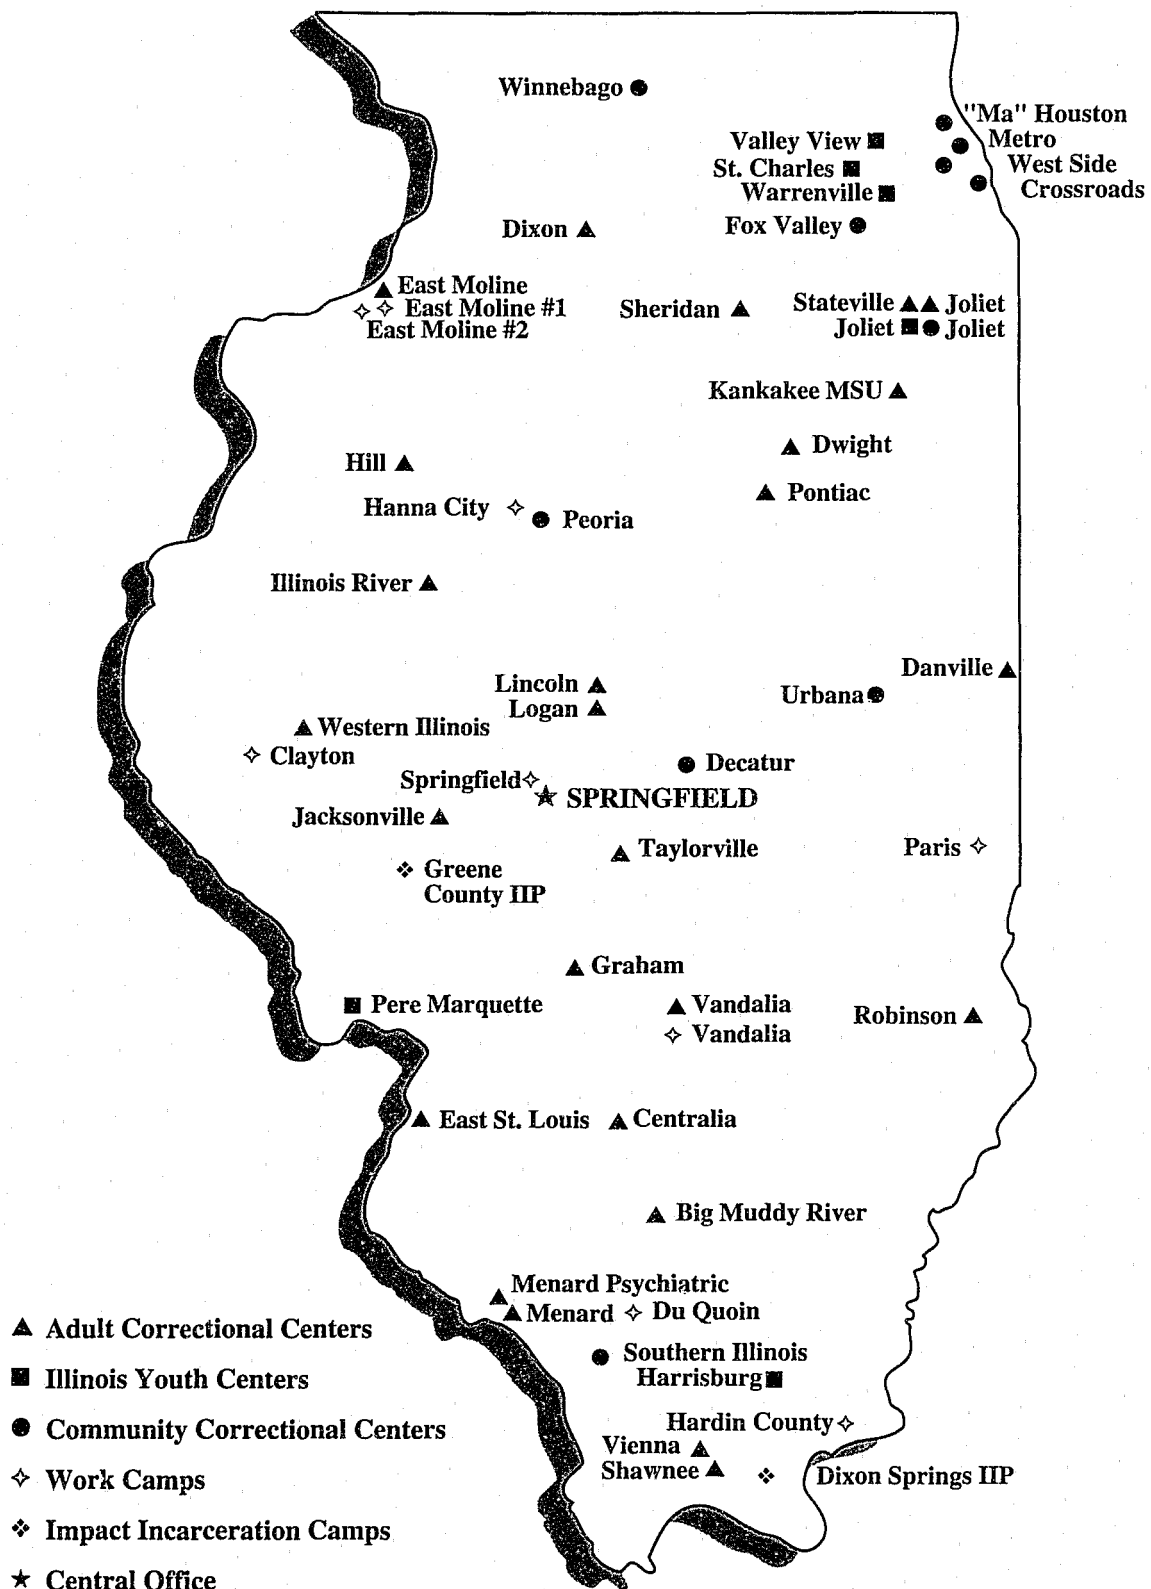 Winnebago
"Ma" Houston
Metro
Valley View
West Side
St. Charles
Crossroads
Warrenville
Fox Valley
Dixon
East Moline
East Moline #1
East Moline #2
Sheridan
Stateville Joliet
Joliet Joliet
Kankakee MSU
Dwight
Hill
Pontiac
Hanna City
Peoria
Illinois River
Danville
Lincoln
Urbana
Logan
Western Illinois
Clayton
Decatur
Springfield
SPRINGFIELD
Jacksonville
Taylorville
Paris
Greene
County IIP
Graham
Pere Marquette
Vandalia
Robinson
Vandalia
East St. Louis
Centralia
Big Muddy River
Menard Psychiatric
Menard
Du Quoin
Southern Illinois
Harrisburg
Hardin County
Vienna
Shawnee
Dixon Springs IIP
Adult Correctional Centers
Illinois Youth Centers
Community Correctional Centers
Work Camps
Impact Incarceration Camps
Central Office